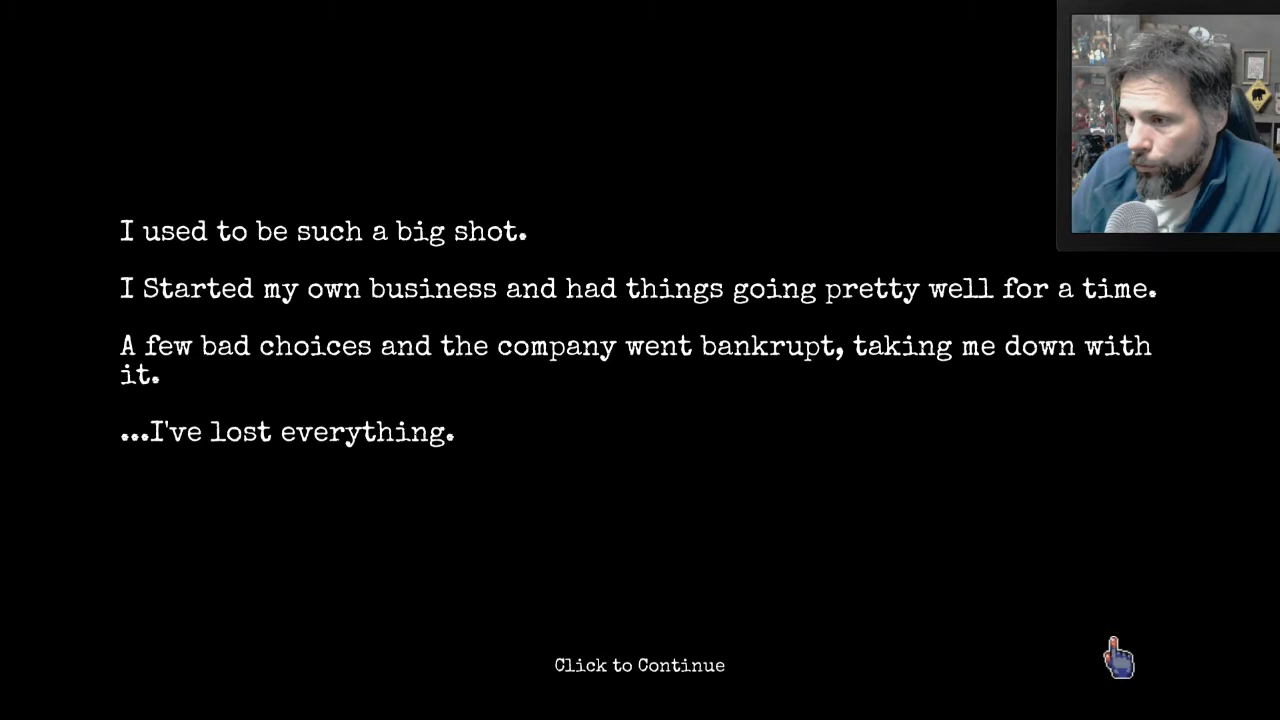 I used to be such a big shot.
I Started my own business and had things going pretty well for a time.
A few bad choices and the company went bankrupt, taking me down with
it.
...I've lost everything.
Click to Continue